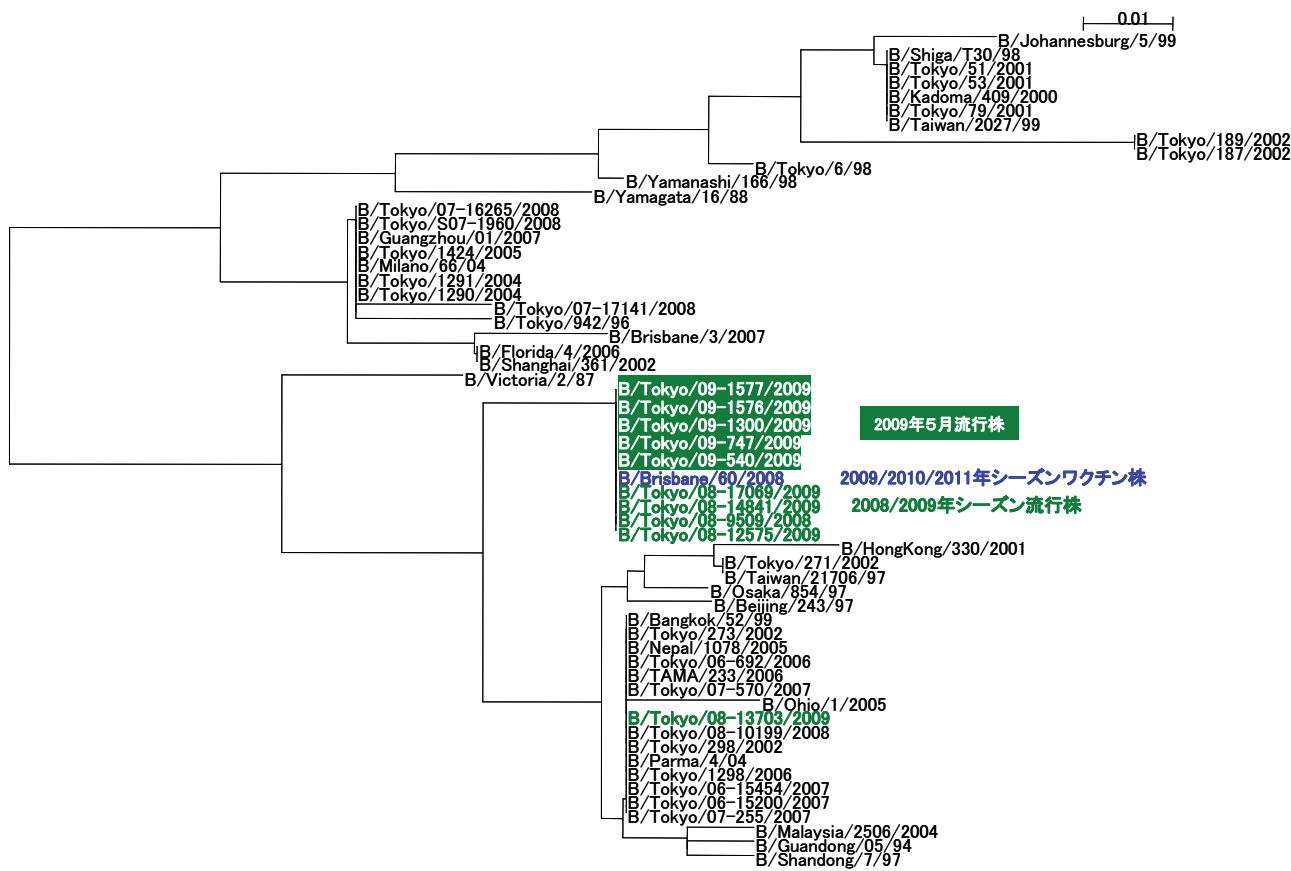 0.01
B/Johannesburg/5/99
B/Shiga/T30/98
B/Tokyo/51/2001
B/Tokyo/53/2001
B/Kadoma/409/2000
B/Tokyo/79/2001
B/Taiwan/2027/99
B/Tokyo/189/2002
B/Tokyo/187/2002
B/Tokyo/6/98
B/Yamanashi/166/98
B/Yamagata/16/88
B/Tokyo/07-16265/2008
B/Tokyo/S07-1960/2008
B/Guangzhou/01/2007
B/Tokyo/1424/2005
B/Milano/66/04
B/Tokyo/1291/2004
B/Tokyo/1290/2004
B/Tokyo/07-17141/2008
B/Tokyo/942/96
B/Brisbane/3/2007
B/Florida/4/2006
B/Shanghai/361/2002
B/Victoria/2/87
B/Tokyo/09-1577/2009
B/Tokyo/09-1576/2009
B/Tokyo/09-1300/2009
2009年5月流行株
B/Tokyo/09-747/2009
B/Tokyo/09-540/2009
B/Brisbane/60/2008
2009/2010/2011年シーズンワクチン株
B/Tokyo/08-17069/2009
B/Tokyo/08-14841/2009
2008/2009年シーズン流行株
B/Tokyo/08-9509/2008
B/Tokyo/08-12575/2009
B/HongKong/330/2001
B/Tokyo/271/2002
B/Taiwan/21706/97
B/Osaka/854/97
B/Beijing/243/97
B/Bangkok/52/99
B/Tokyo/273/2002
B/Nepal/1078/2005
B/Tokyo/06-692/2006
B/TAMA/233/2006
B/Tokyo/07-570/2007
B/Ohio/1/2005
B/Tokyo/08-13703/2009
B/Tokyo/08-10199/2008
B/Tokyo/298/2002
B/Parma/4/04
B/Tokyo/1298/2006
B/Tokyo/06-15454/2007
B/Tokyo/06-15200/2007
B/Tokyo/07-255/2007
B/Malaysia/2506/2004
B/Guandong/05/94
B/Shandong/7/97